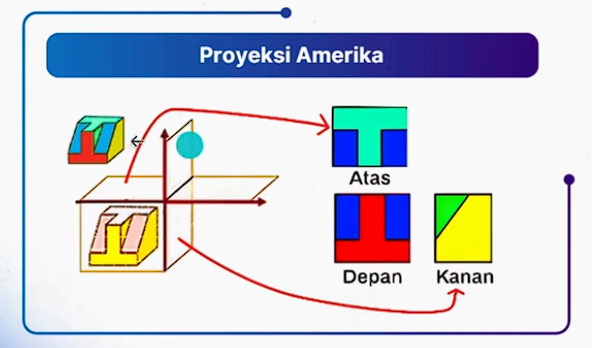 Proyeksi Amerika
Atas
Depan
Kanan